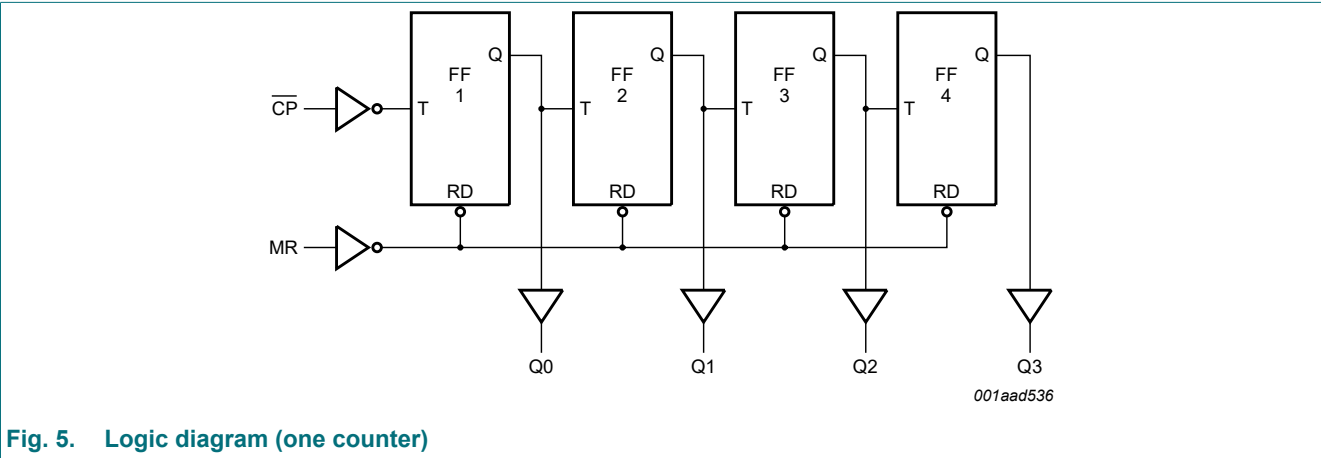 Q Q Q Q
FF 1 FF 2 FF 3 FF 4
CP T T T T
RD RD RD RD
MR
Q0 Q1 Q2 Q3
001aad536
Fig. 5. Logic diagram (one counter)